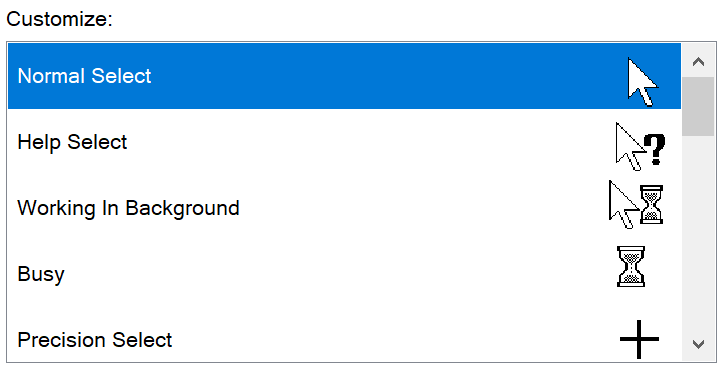 Customize:
Normal Select
Help Select
Working In Background
Busy
Precision Select